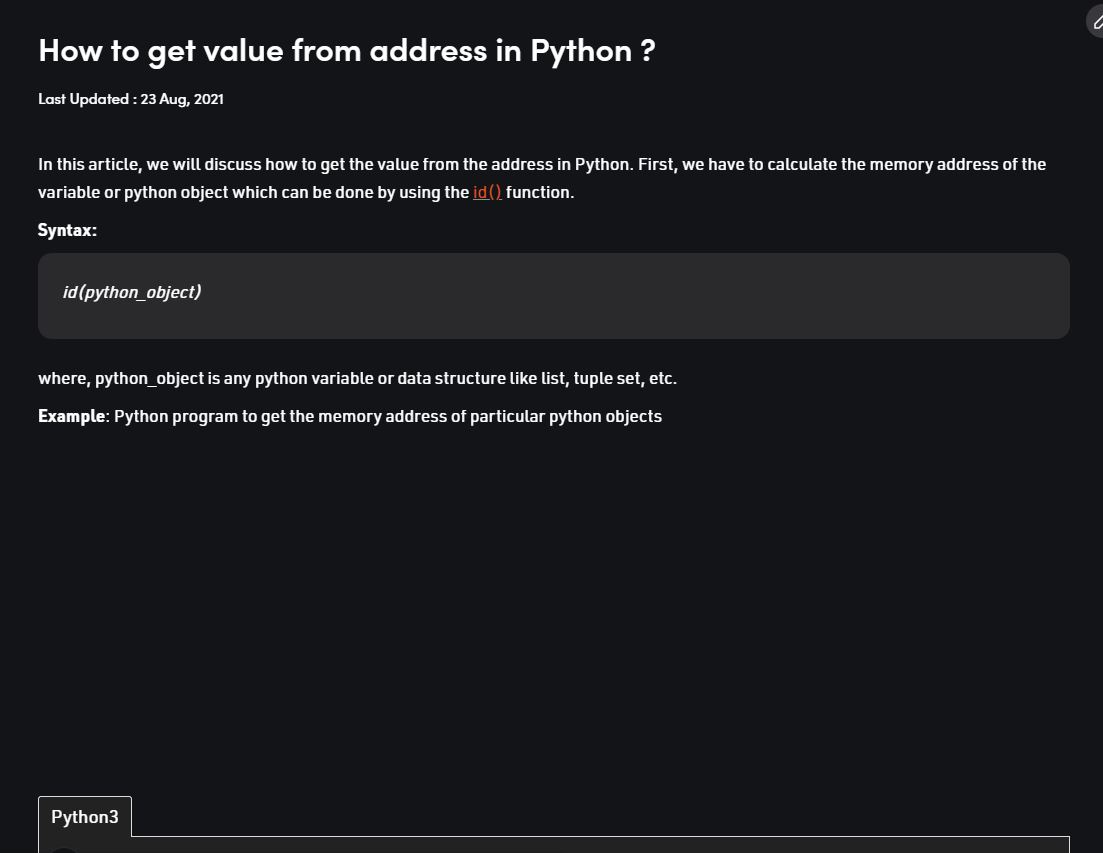 How to get value from address in Python ?
Last Updated : 23 Aug, 2021
In this article, we will discuss how to get the value from the address in Python. First, we have to calculate the memory address of the
variable or python object which can be done by using the id() function.
Syntax:
id(python_object)
where, python_object is any python variable or data structure like list, tuple set, etc.
Example: Python program to get the memory address of particular python objects
Python3